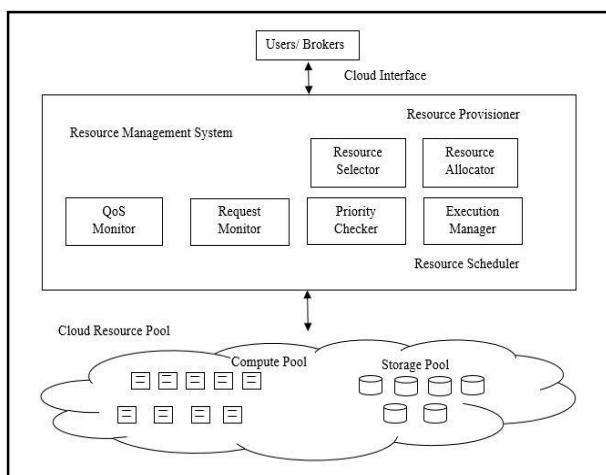 Users/ Brokers
Cloud Interface
Resource Provisioner
Resource Management System
Resource
Selector
Resource
Allocator
QoS
Monitor
Request
Monitor
Priority
Checker
Execution
Manager
Resource Scheduler
Cloud Resource Pool
Compute Pool
Storage Pool